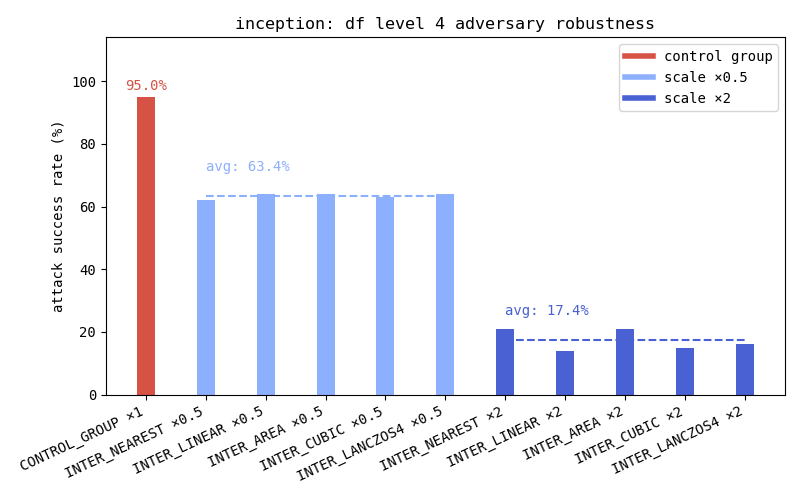 inception: df level 4 adversary robustness
control group
scale ×0.5
scale ×2
attack success rate (%)
100
80
60
40
20
0
95.0%
avg: 63.4%
avg: 17.4%
CONTROL_GROUP ×1
INTER_NEAREST ×0.5
INTER_LINEAR ×0.5
INTER_AREA ×0.5
INTER_CUBIC ×0.5
INTER_LANCZOS4 ×0.5
INTER_NEAREST ×2
INTER_LINEAR ×2
INTER_AREA ×2
INTER_CUBIC ×2
INTER_LANCZOS4 ×2